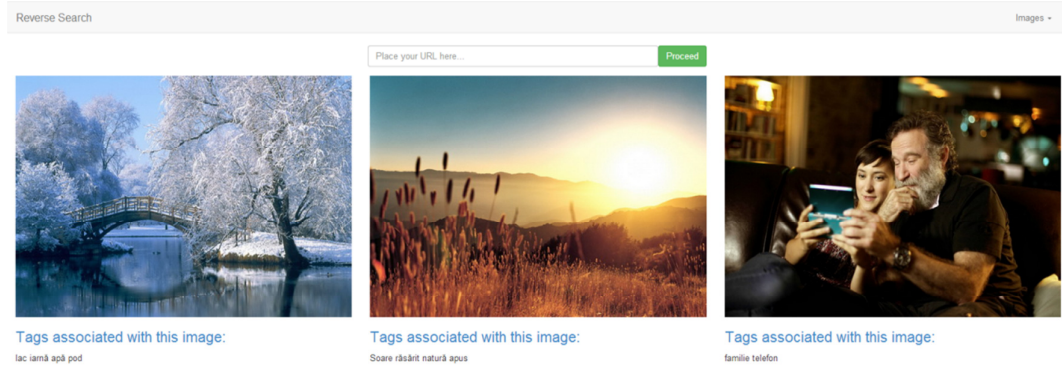 Reverse Search
Images
Place your URL here...
Proceed
Tags associated with this image:
lac iarnă apă pod
Tags associated with this image:
Soare răsărit natură apus
Tags associated with this image:
familie telefon